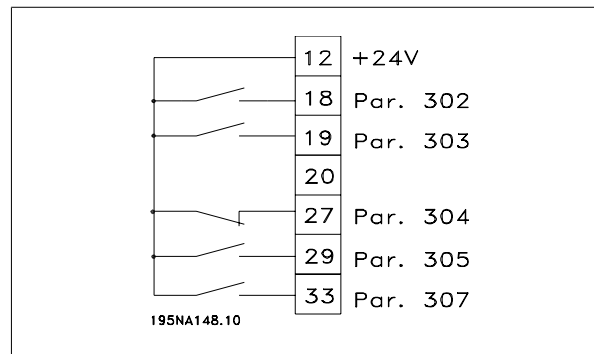 12 +24V
18 Par. 302
19 Par. 303
20
27 Par. 304
29 Par. 305
33 Par. 307
195NA148.10